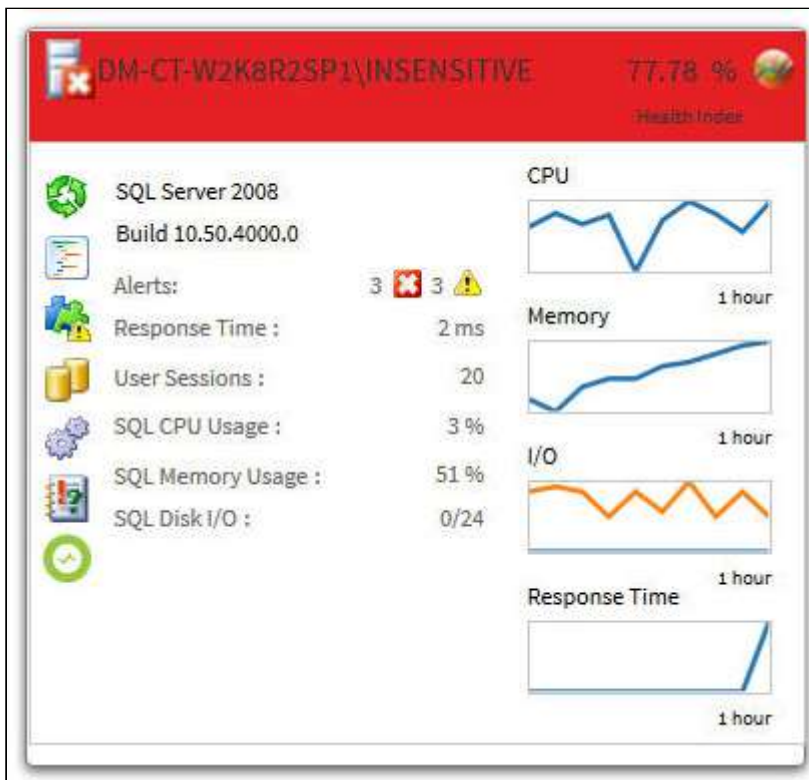 DM-CT-W2K8R2SP1\INSENSITIVE 77.78 %
Health Index
SQL Server 2008
Build 10.50.4000.0
Alerts: 3 3
Response Time : 2 ms
User Sessions : 20
SQL CPU Usage : 3 %
SQL Memory Usage : 51 %
SQL Disk I/O : 0/24
CPU
1 hour
Memory
1 hour
I/O
1 hour
Response Time
1 hour